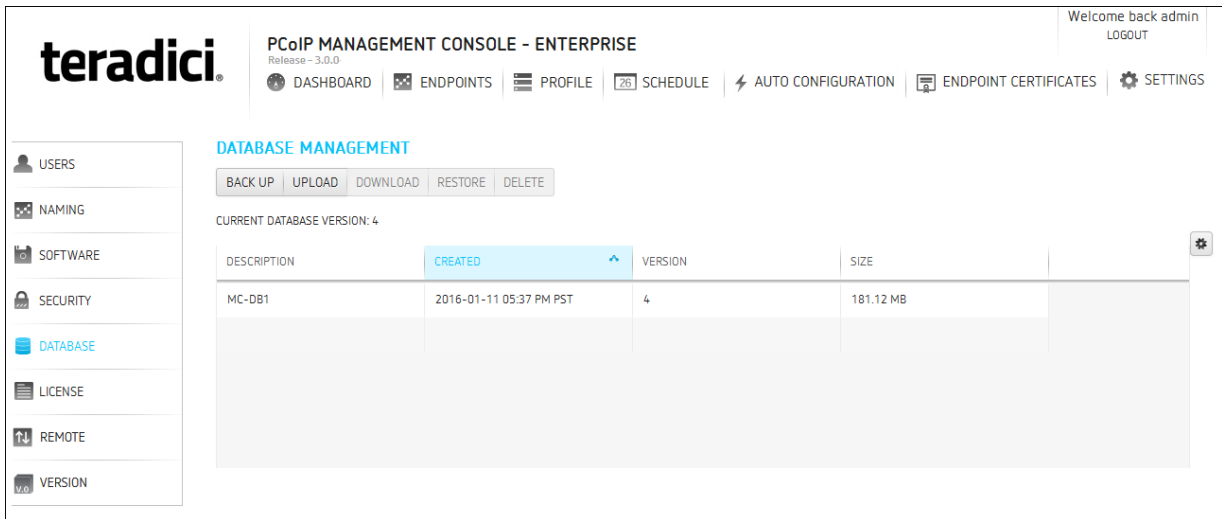 Welcome back admin
LOGOUT
teradici.
PCoIP MANAGEMENT CONSOLE - ENTERPRISE
Release - 3.0.0
DASHBOARD
ENDPOINTS
PROFILE
26 SCHEDULE
AUTO CONFIGURATION
ENDPOINT CERTIFICATES
SETTINGS
USERS
NAMING
SOFTWARE
SECURITY
DATABASE
LICENSE
REMOTE
V.0 VERSION
DATABASE MANAGEMENT
BACK UP UPLOAD DOWNLOAD RESTORE DELETE
CURRENT DATABASE VERSION: 4
DESCRIPTION CREATED VERSION SIZE
MC-DB1 2016-01-11 05:37 PM PST 4 181.12 MB